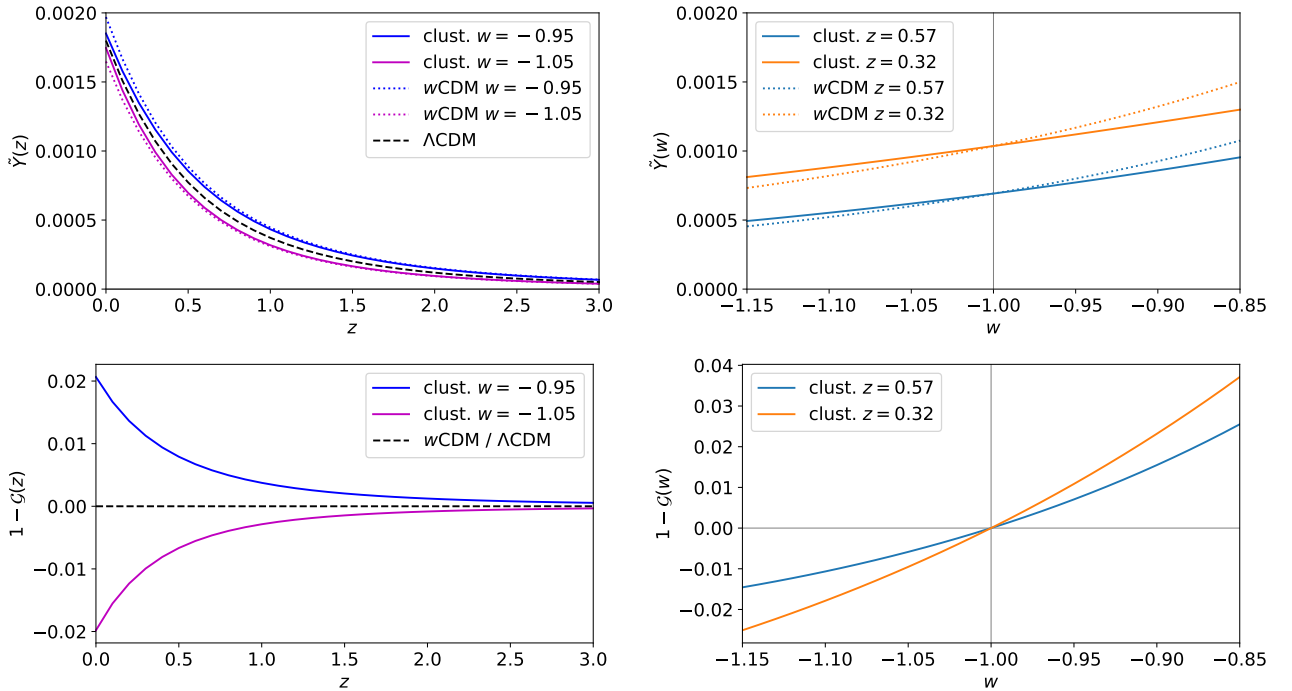 0.0020
0.0015
0.0010
0.0005
0.0000
Ỹ(z)
clust. w = −0.95
clust. w = −1.05
wCDM w = −0.95
wCDM w = −1.05
ΛCDM
0.0 0.5 1.0 1.5 2.0 2.5 3.0
z
0.0020
0.0015
0.0010
0.0005
0.0000
Ỹ(w)
clust. z = 0.57
clust. z = 0.32
wCDM z = 0.57
wCDM z = 0.32
−1.15 −1.10 −1.05 −1.00 −0.95 −0.90 −0.85
w
0.02
0.01
0.00
−0.01
−0.02
1 − 𝒢(z)
clust. w = −0.95
clust. w = −1.05
wCDM / ΛCDM
0.0 0.5 1.0 1.5 2.0 2.5 3.0
z
0.04
0.03
0.02
0.01
0.00
−0.01
−0.02
1 − 𝒢(w)
clust. z = 0.57
clust. z = 0.32
−1.15 −1.10 −1.05 −1.00 −0.95 −0.90 −0.85
w